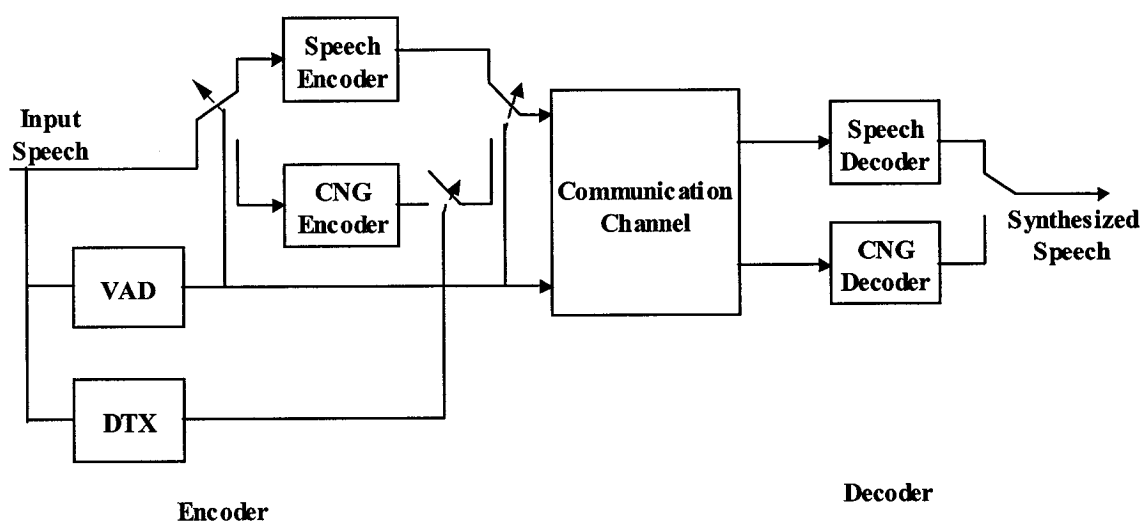 Speech
Encoder
Input
Speech
CNG
Encoder
VAD
DTX
Communication
Channel
Speech
Decoder
CNG
Decoder
Synthesized
Speech
Encoder
Decoder